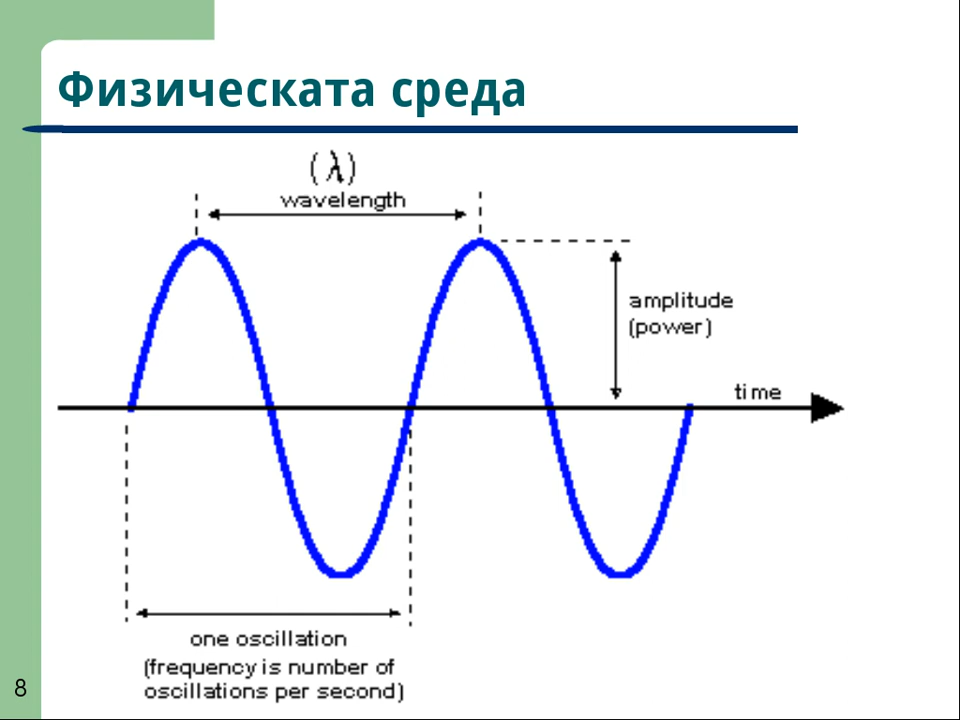 Физическата среда
(λ)
wavelength
amplitude
(power)
time
one oscillation
(frequency is number of
oscillations per second)
8